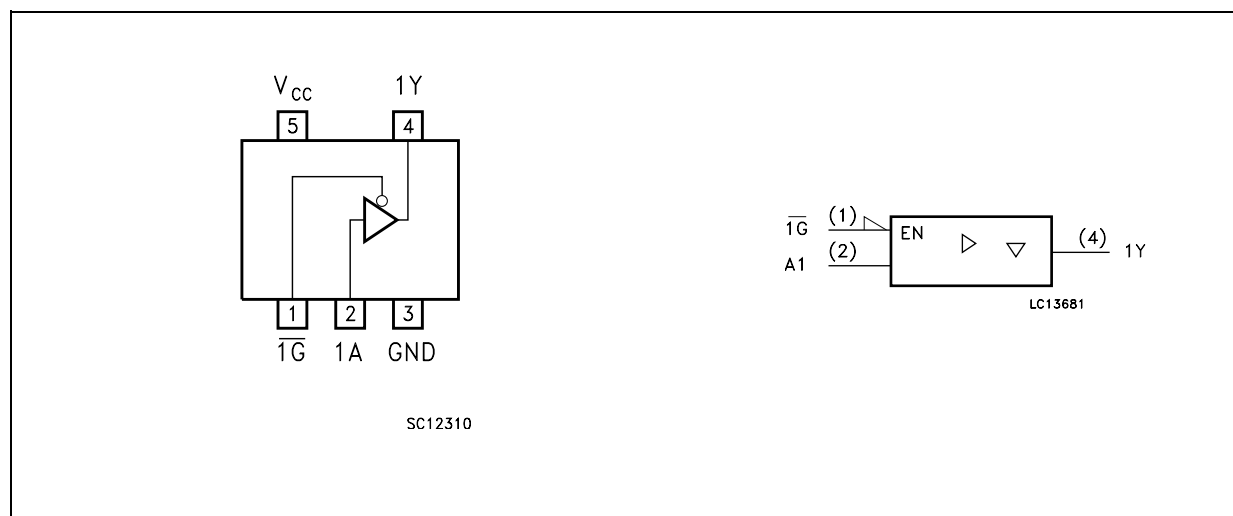 VCC 1Y
5 4
1 2 3
1G̅ 1A GND
SC12310
1G̅ (1) EN
A1 (2)
(4) 1Y
LC13681